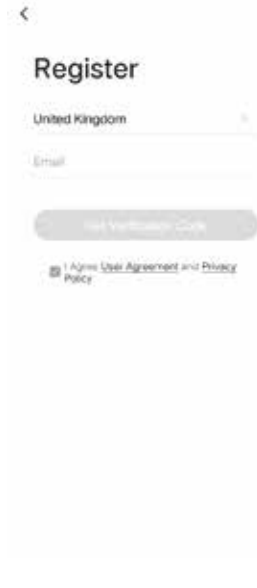 Register
United Kingdom
Email
Get Verification Code
I Agree User Agreement and Privacy
Policy